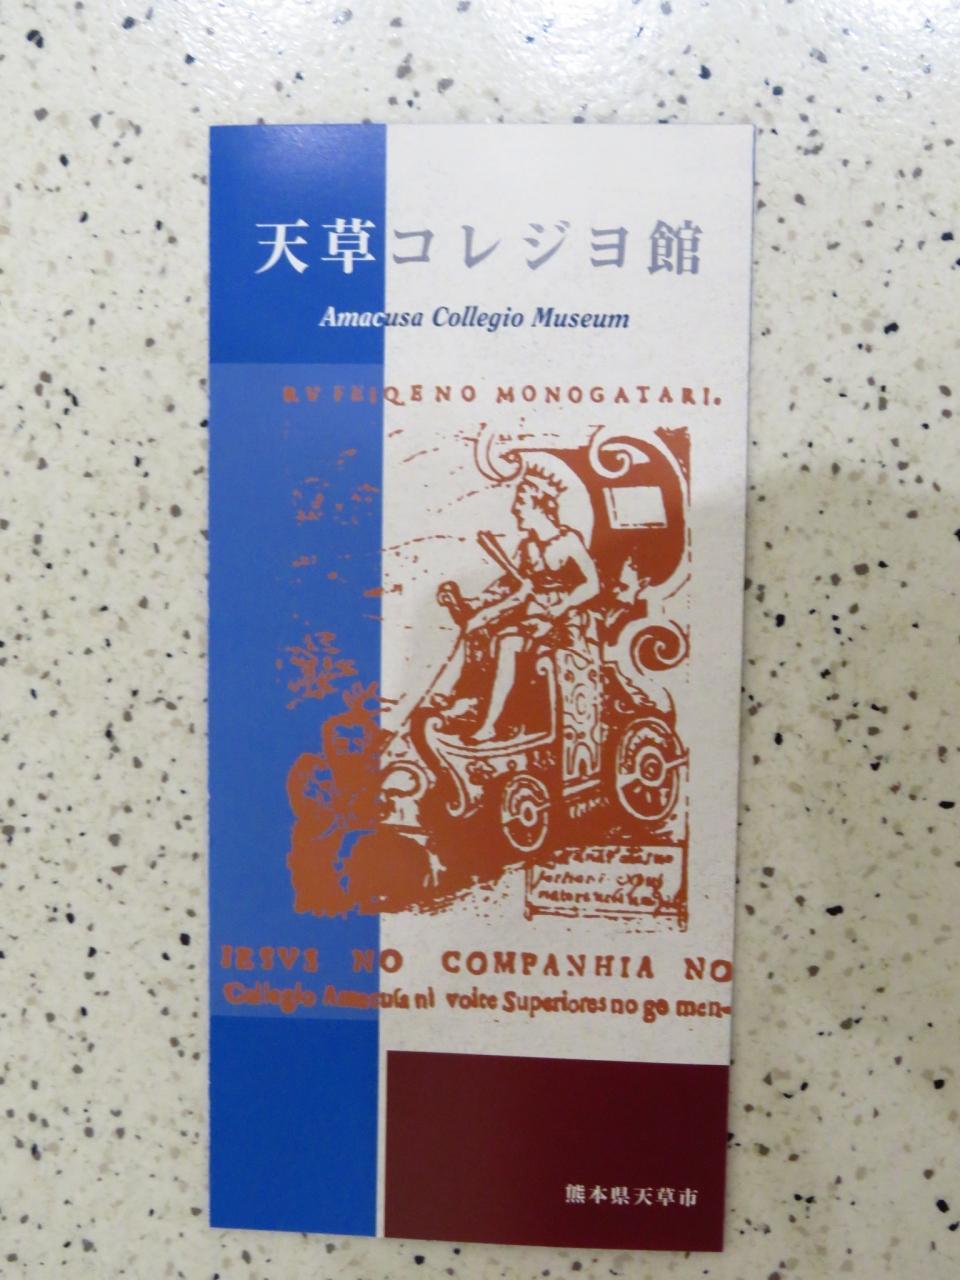 天草コレジヨ館
Amacusa Collegio Museum
RV FEIQENO MONOGATARI.
IESVS NO COMPANHIA NO
Collegio Amacusa ni voite Superiores no go men-
熊本県天草市